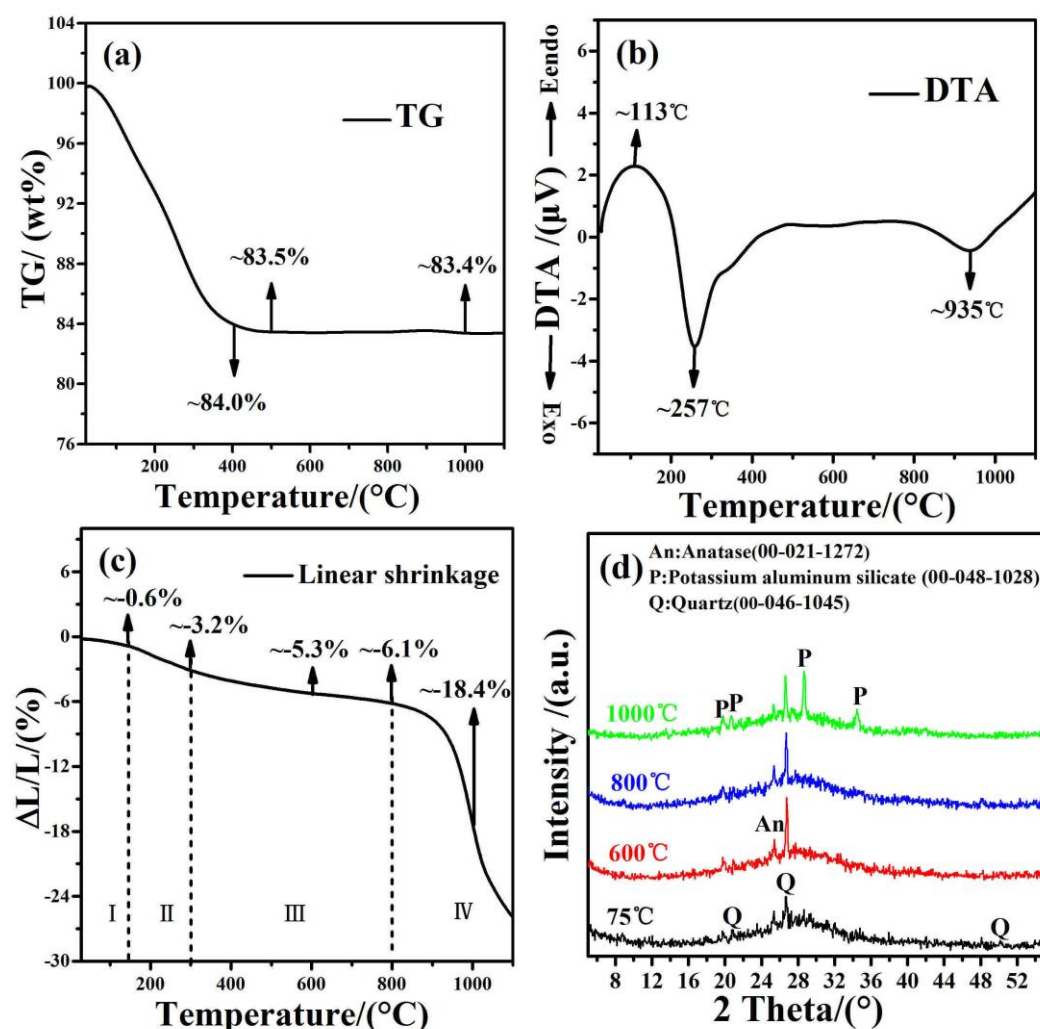 (a)
TG
104
100
96
92
88
84
80
76
TG/ (wt%)
~83.5%
~83.4%
~84.0%
200 400 600 800 1000
Temperature/(°C)
(b)
DTA
6
4
2
0
-2
-4
-6
Exo DTA /(μV) Eendo
~113℃
~257℃
~935℃
200 400 600 800 1000
Temperature/(°C)
(c)
Linear shrinkage
6
0
-6
-12
-18
-24
-30
ΔL/L/(%)
~-0.6%
~-3.2%
~-5.3%
~-6.1%
~-18.4%
Ⅰ Ⅱ Ⅲ Ⅳ
200 400 600 800 1000
Temperature/(°C)
An:Anatase(00-021-1272)
(d) P:Potassium aluminum silicate (00-048-1028)
Q:Quartz(00-046-1045)
Intensity /(a.u.)
1000℃ P P P P
800℃
600℃ An
75℃ Q Q Q
8 12 16 20 24 28 32 36 40 44 48 52
2 Theta/(°)